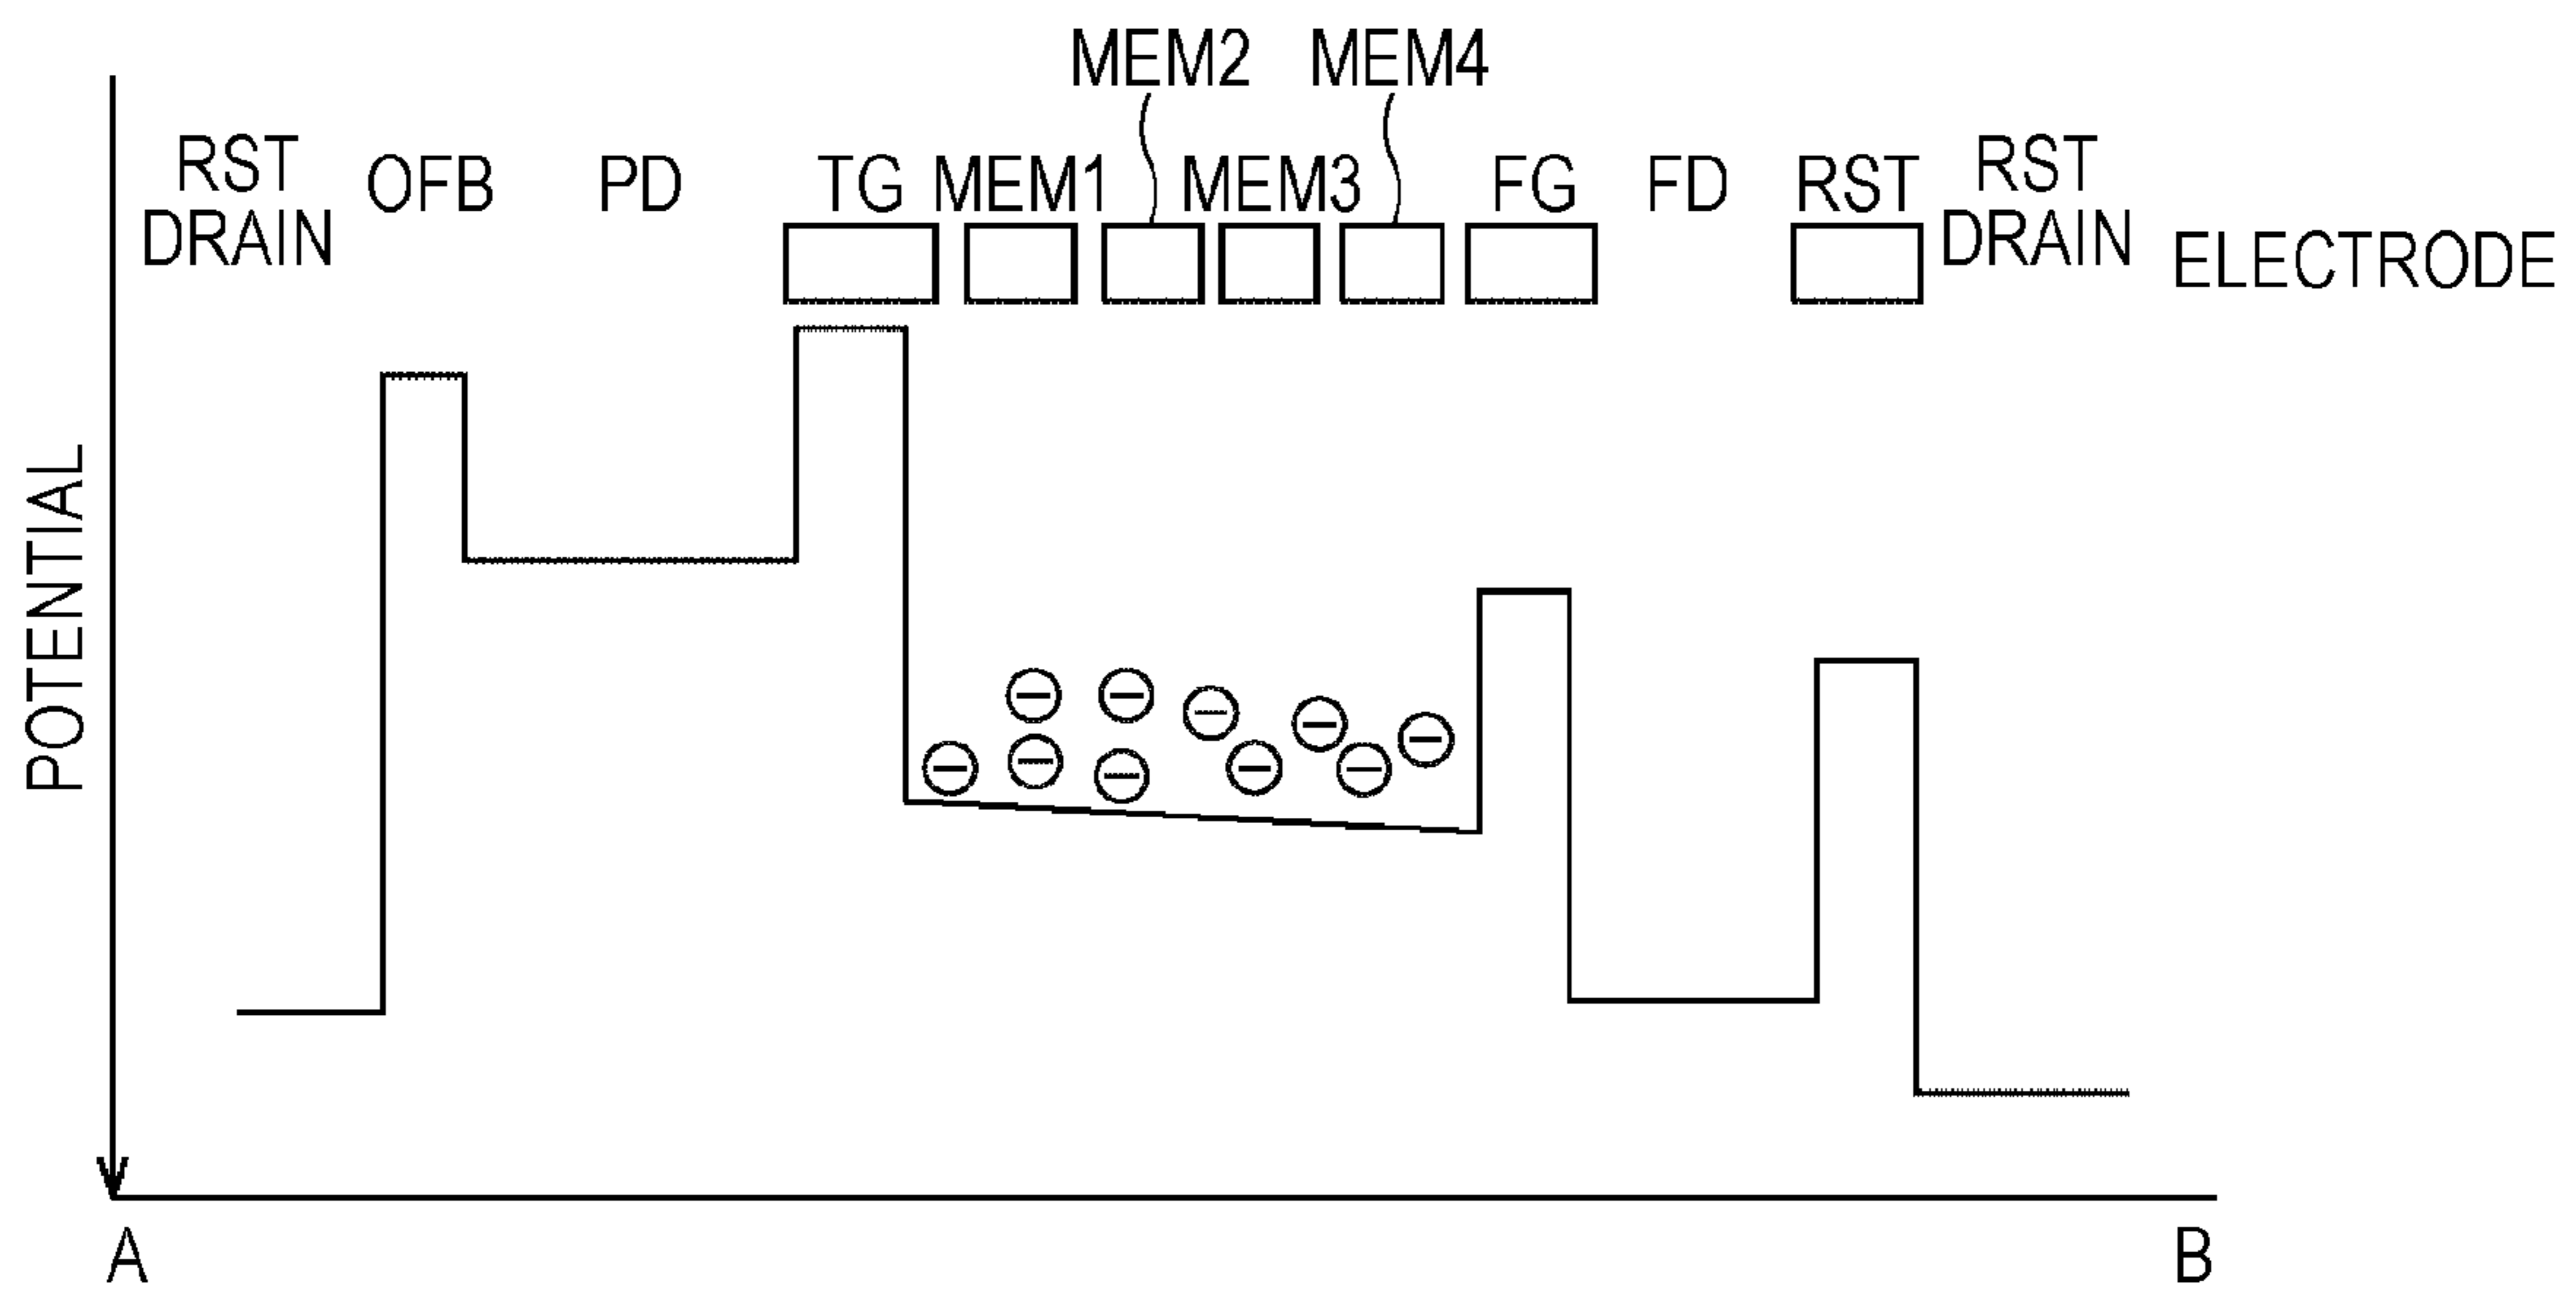 MEM2 MEM4
RST
DRAIN
OFB
PD
TG
MEM1
MEM3
FG
FD
RST
RST
DRAIN
ELECTRODE
POTENTIAL
A
B